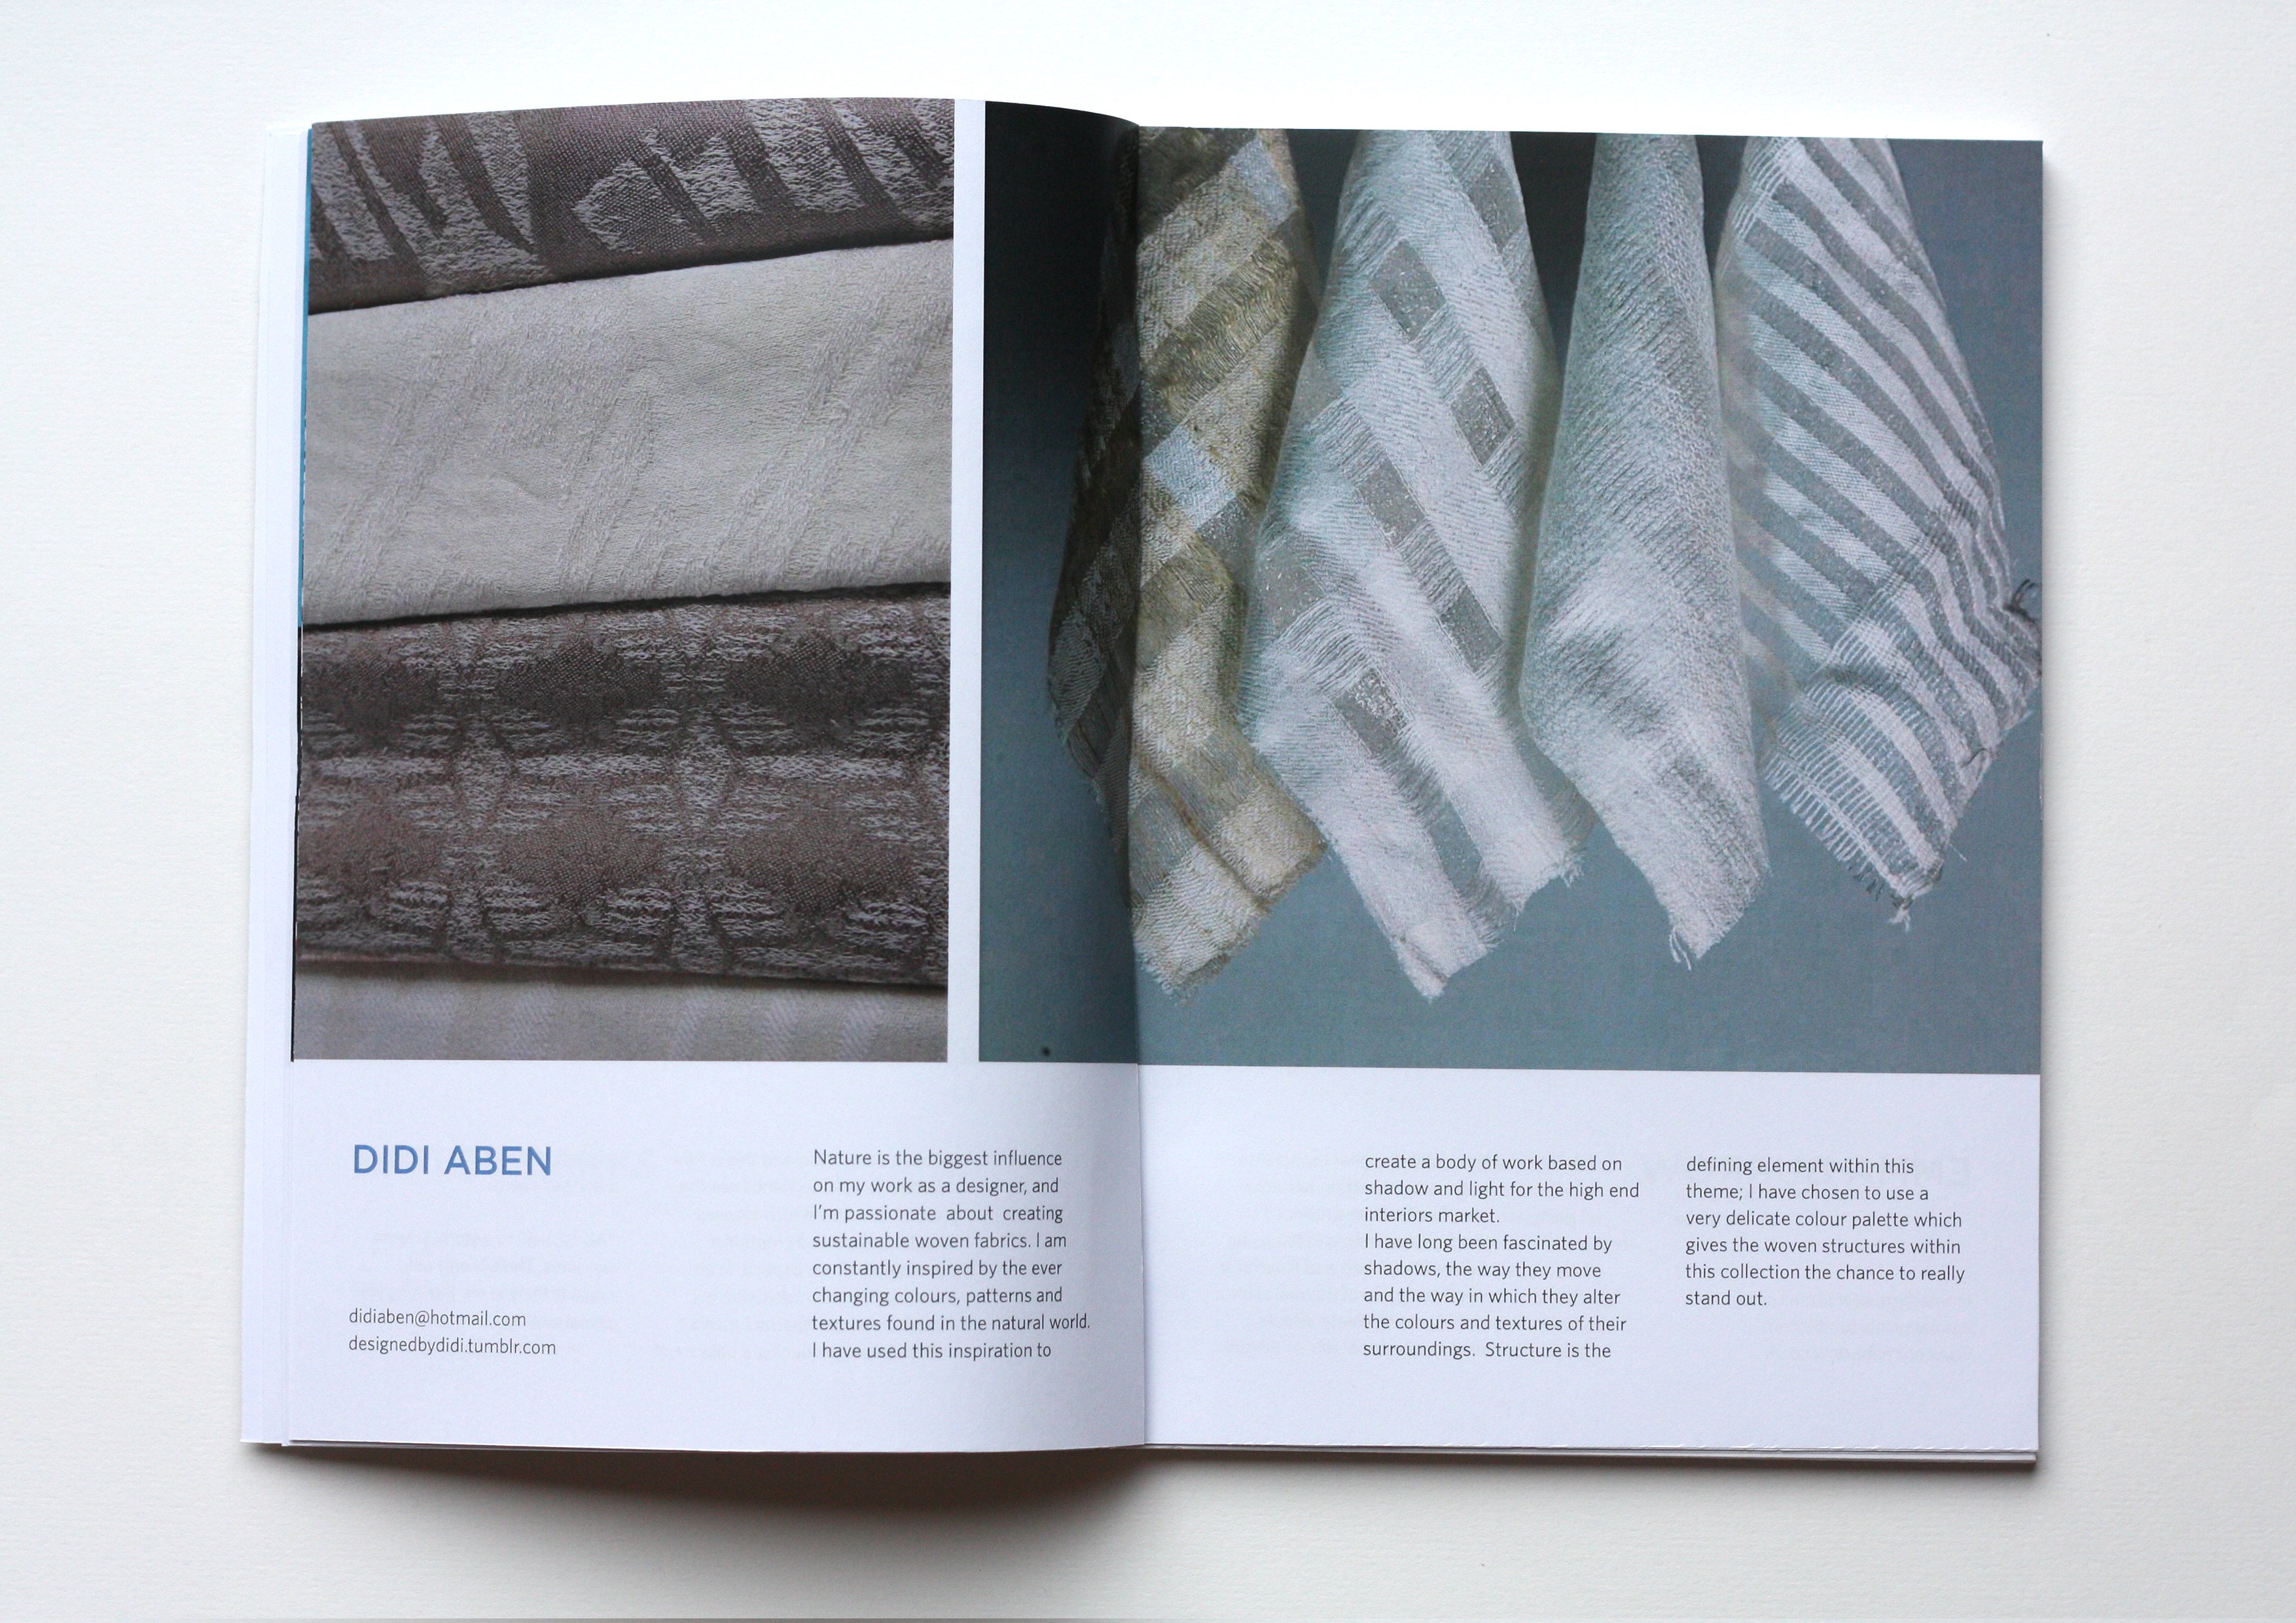 DIDI ABEN
didiaben@hotmail.com
designedbydidi.tumblr.com
Nature is the biggest influence
on my work as a designer, and
I'm passionate about creating
sustainable woven fabrics. I am
constantly inspired by the ever
changing colours, patterns and
textures found in the natural world.
I have used this inspiration to
create a body of work based on
shadow and light for the high end
interiors market.
I have long been fascinated by
shadows, the way they move
and the way in which they alter
the colours and textures of their
surroundings. Structure is the
defining element within this
theme; I have chosen to use a
very delicate colour palette which
gives the woven structures within
this collection the chance to really
stand out.